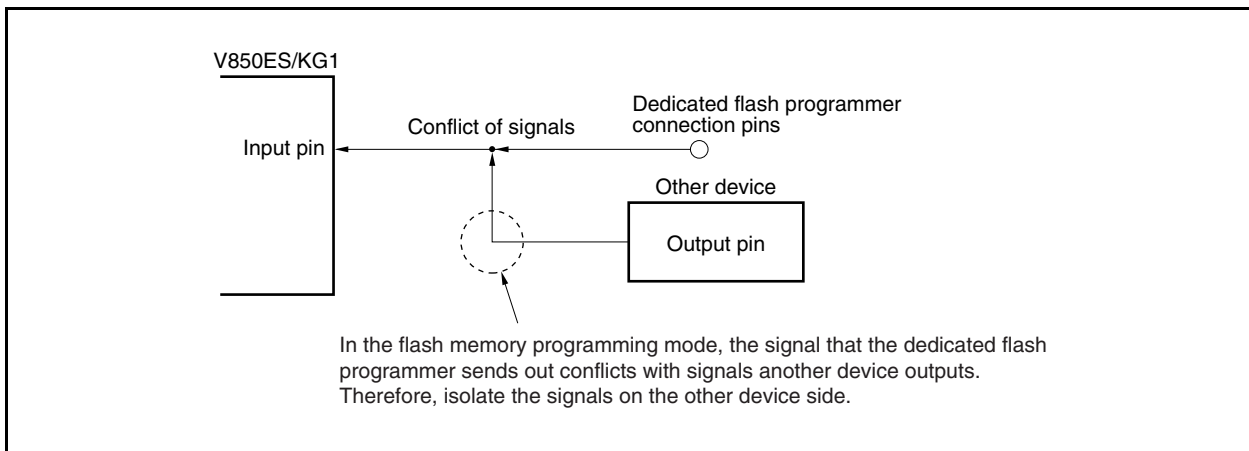 V850ES/KG1
Dedicated flash programmer
connection pins
Conflict of signals
Input pin
Other device
Output pin
In the flash memory programming mode, the signal that the dedicated flash
programmer sends out conflicts with signals another device outputs.
Therefore, isolate the signals on the other device side.